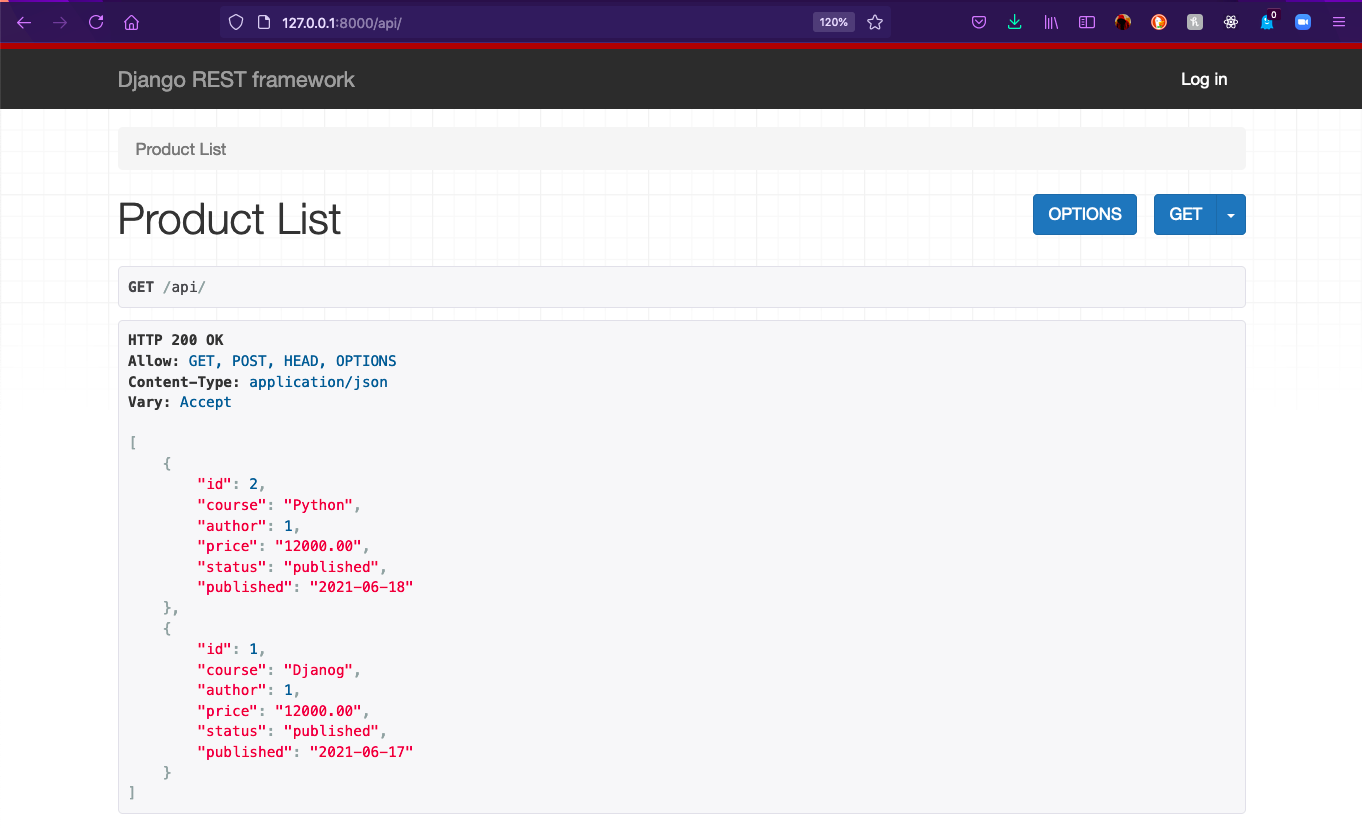 127.0.0.1:8000/api/
120%
0
Django REST framework
Log in
Product List
Product List
OPTIONS
GET
GET /api/
HTTP 200 OK
Allow: GET, POST, HEAD, OPTIONS
Content-Type: application/json
Vary: Accept
[
    {
        "id": 2,
        "course": "Python",
        "author": 1,
        "price": "12000.00",
        "status": "published",
        "published": "2021-06-18"
    },
    {
        "id": 1,
        "course": "Djanog",
        "author": 1,
        "price": "12000.00",
        "status": "published",
        "published": "2021-06-17"
    }
]